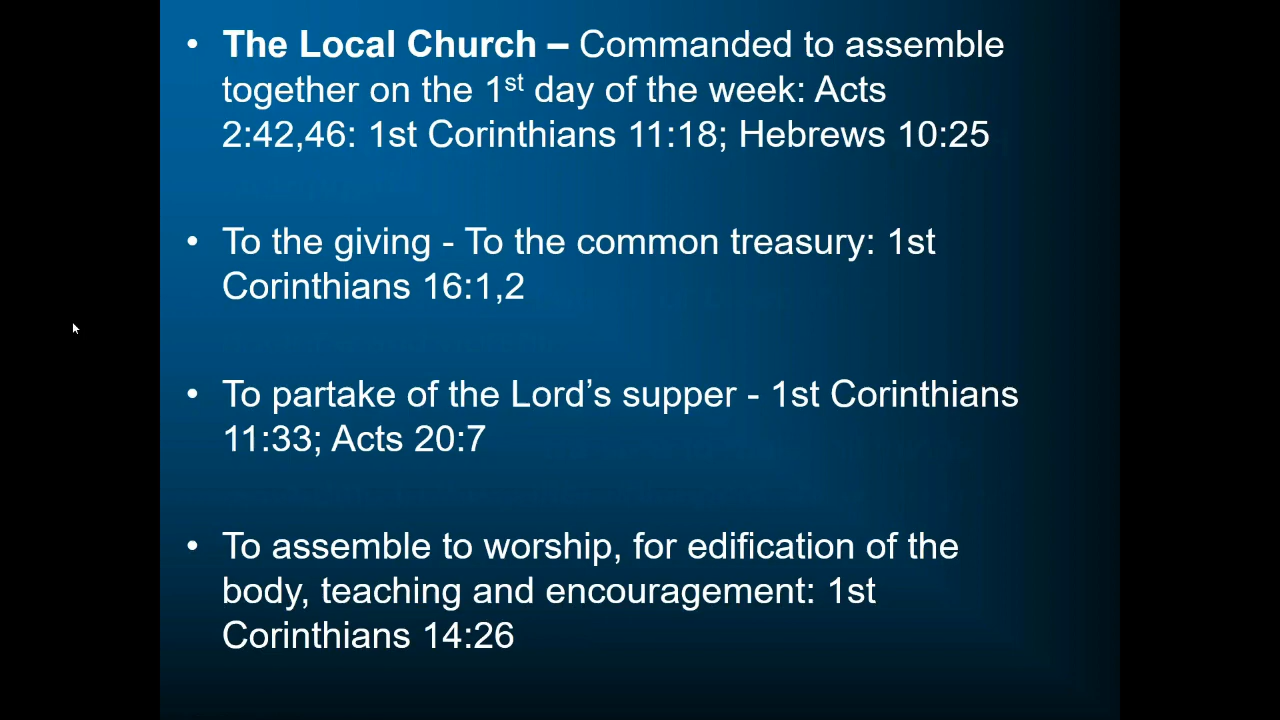 • The Local Church – Commanded to assemble
together on the 1st day of the week: Acts
2:42,46: 1st Corinthians 11:18; Hebrews 10:25
• To the giving - To the common treasury: 1st
Corinthians 16:1,2
• To partake of the Lord’s supper - 1st Corinthians
11:33; Acts 20:7
• To assemble to worship, for edification of the
body, teaching and encouragement: 1st
Corinthians 14:26